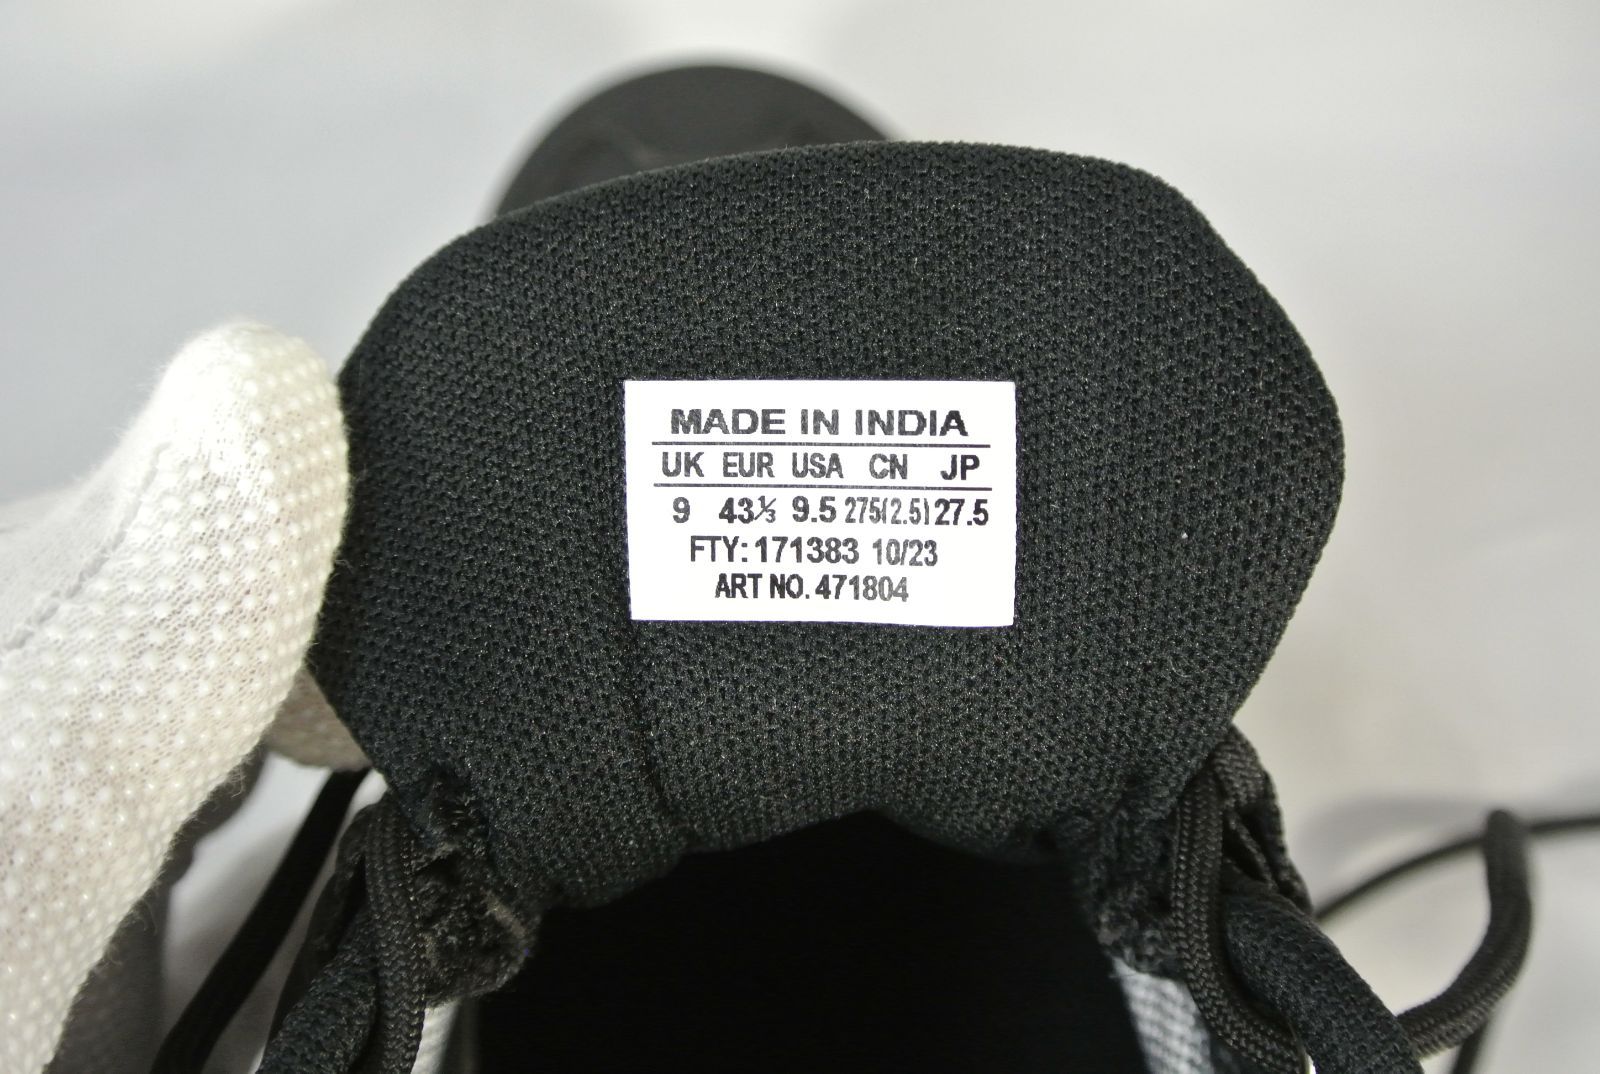 MADE IN INDIA
UK EUR USA CN JP
9 43⅓ 9.5 275(2.5) 27.5
FTY: 171383 10/23
ART NO. 471804